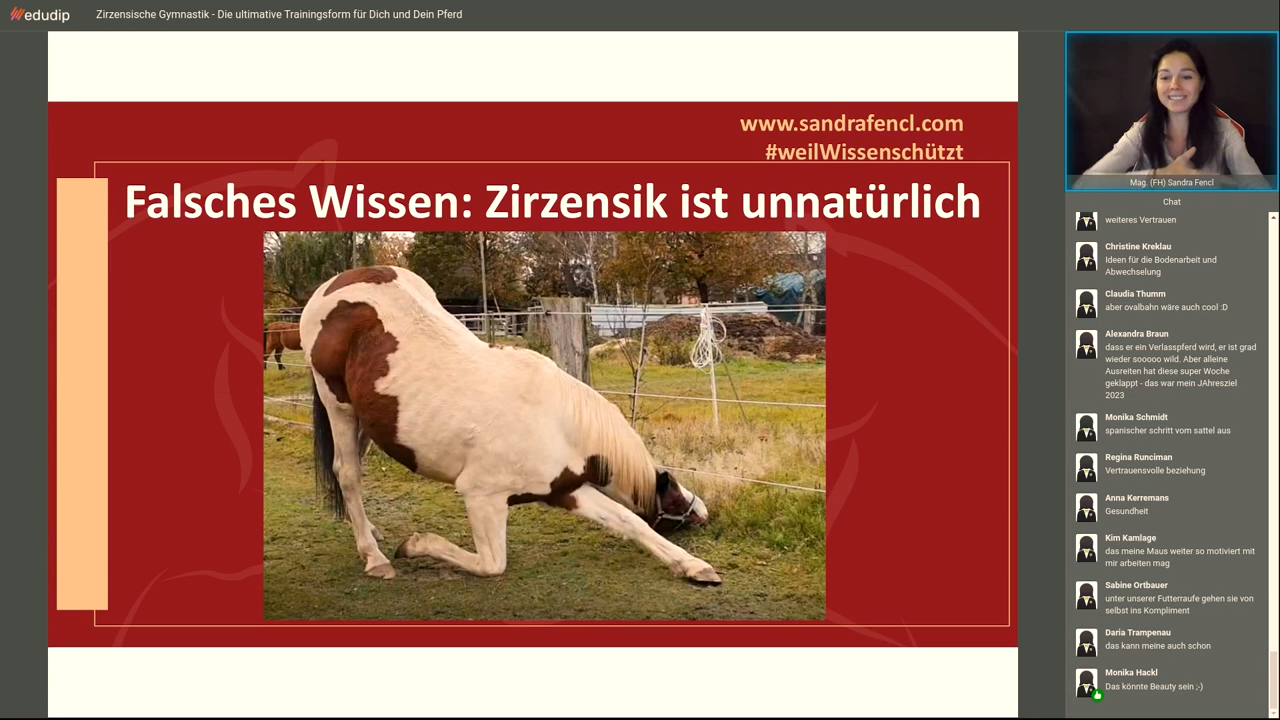 edudip
Zirzensische Gymnastik - Die ultimative Trainingsform für Dich und Dein Pferd
www.sandrafencl.com
#weilWissenschützt
Falsches Wissen: Zirzensik ist unnatürlich
Mag. (FH) Sandra Fencl
Chat
weiteres Vertrauen
Christine Kreklau
Ideen für die Bodenarbeit und
Abwechselung
Claudia Thumm
aber ovalbahn wäre auch cool :D
Alexandra Braun
dass er ein Verlasspferd wird, er ist grad
wieder sooooo wild. Aber alleine
Ausreiten hat diese super Woche
geklappt - das war mein JAhresziel
2023
Monika Schmidt
spanischer schritt vom sattel aus
Regina Runciman
Vertrauensvolle beziehung
Anna Kerremans
Gesundheit
Kim Kamlage
das meine Maus weiter so motiviert mit
mir arbeiten mag
Sabine Ortbauer
unter unserer Futterraufe gehen sie von
selbst ins Kompliment
Daria Trampenau
das kann meine auch schon
Monika Hackl
Das könnte Beauty sein ;-)